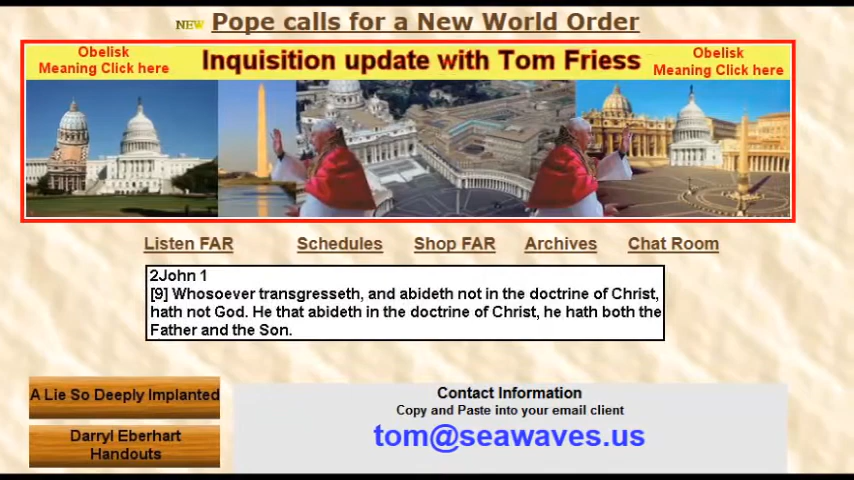 NEW Pope calls for a New World Order
Obelisk
Meaning Click here
Inquisition update with Tom Friess
Obelisk
Meaning Click here
Listen FAR Schedules Shop FAR Archives Chat Room
2John 1
[9] Whosoever transgresseth, and abideth not in the doctrine of Christ,
hath not God. He that abideth in the doctrine of Christ, he hath both the
Father and the Son.
A Lie So Deeply Implanted
Darryl Eberhart
Handouts
Contact Information
Copy and Paste into your email client
tom@seawaves.us